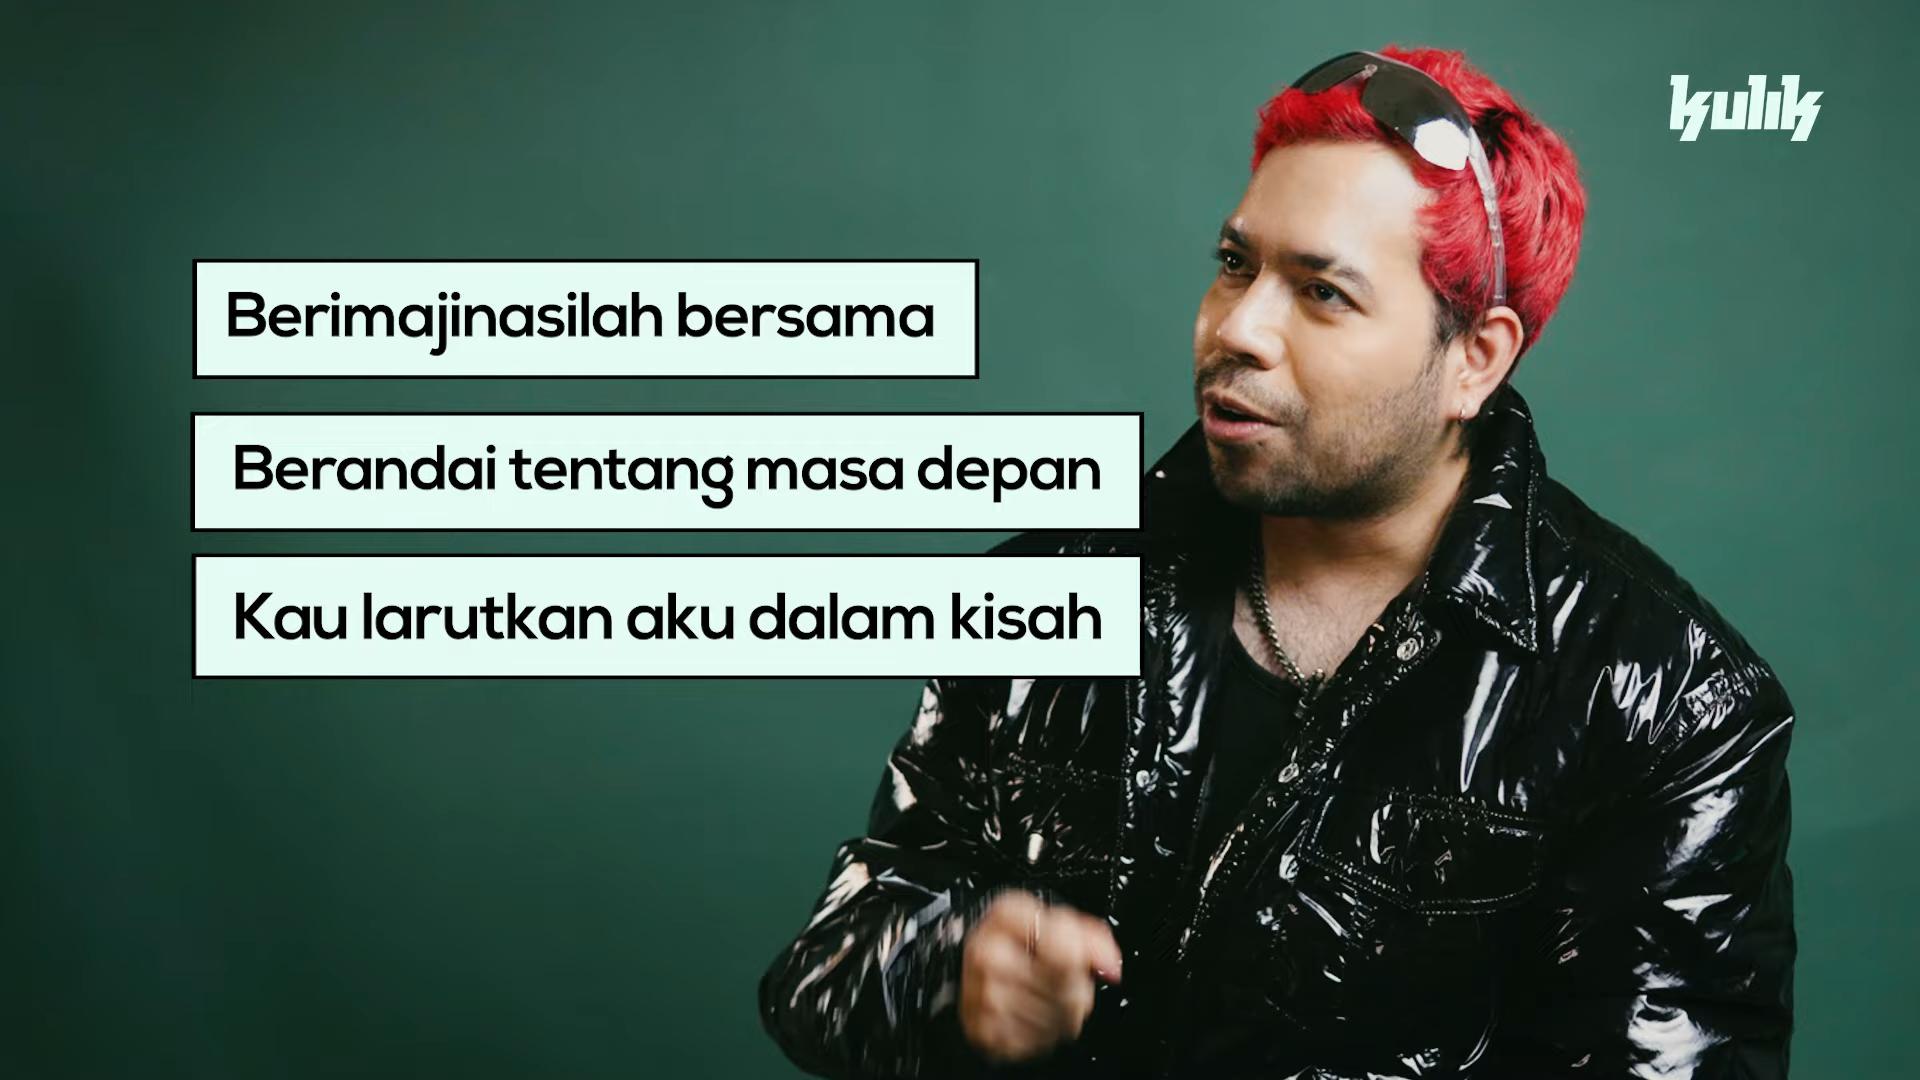 kulik
Berimajinasilah bersama
Berandai tentang masa depan
Kau larutkan aku dalam kisah